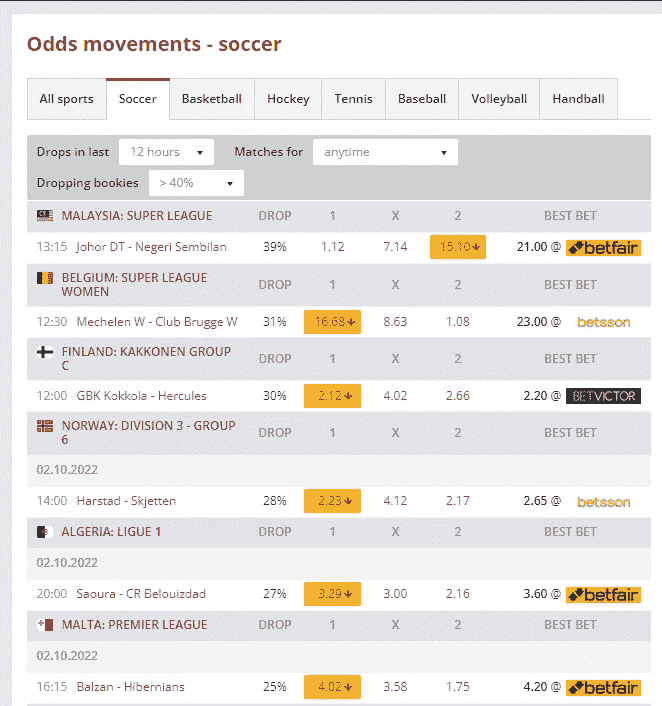 Odds movements - soccer
All sports Soccer Basketball Hockey Tennis Baseball Volleyball Handball
Drops in last 12 hours Matches for anytime
Dropping bookies > 40%
MALAYSIA: SUPER LEAGUE DROP 1 X 2 BEST BET
13:15 Johor DT - Negeri Sembilan 39% 1.12 7.14 15.10 21.00 @ betfair
BELGIUM: SUPER LEAGUE
WOMEN DROP 1 X 2 BEST BET
12:30 Mechelen W - Club Brugge W 31% 16.68 8.63 1.08 23.00 @ betsson
FINLAND: KAKKONEN GROUP
C DROP 1 X 2 BEST BET
12:00 GBK Kokkola - Hercules 30% 2.12 4.02 2.66 2.20 @ BETVICTOR
NORWAY: DIVISION 3 - GROUP
6 DROP 1 X 2 BEST BET
02.10.2022
14:00 Harstad - Skjetten 28% 2.23 4.12 2.17 2.65 @ betsson
ALGERIA: LIGUE 1 DROP 1 X 2 BEST BET
02.10.2022
20:00 Saoura - CR Belouizdad 27% 3.29 3.00 2.16 3.60 @ betfair
MALTA: PREMIER LEAGUE DROP 1 X 2 BEST BET
02.10.2022
16:15 Balzan - Hibernians 25% 4.02 3.58 1.75 4.20 @ betfair